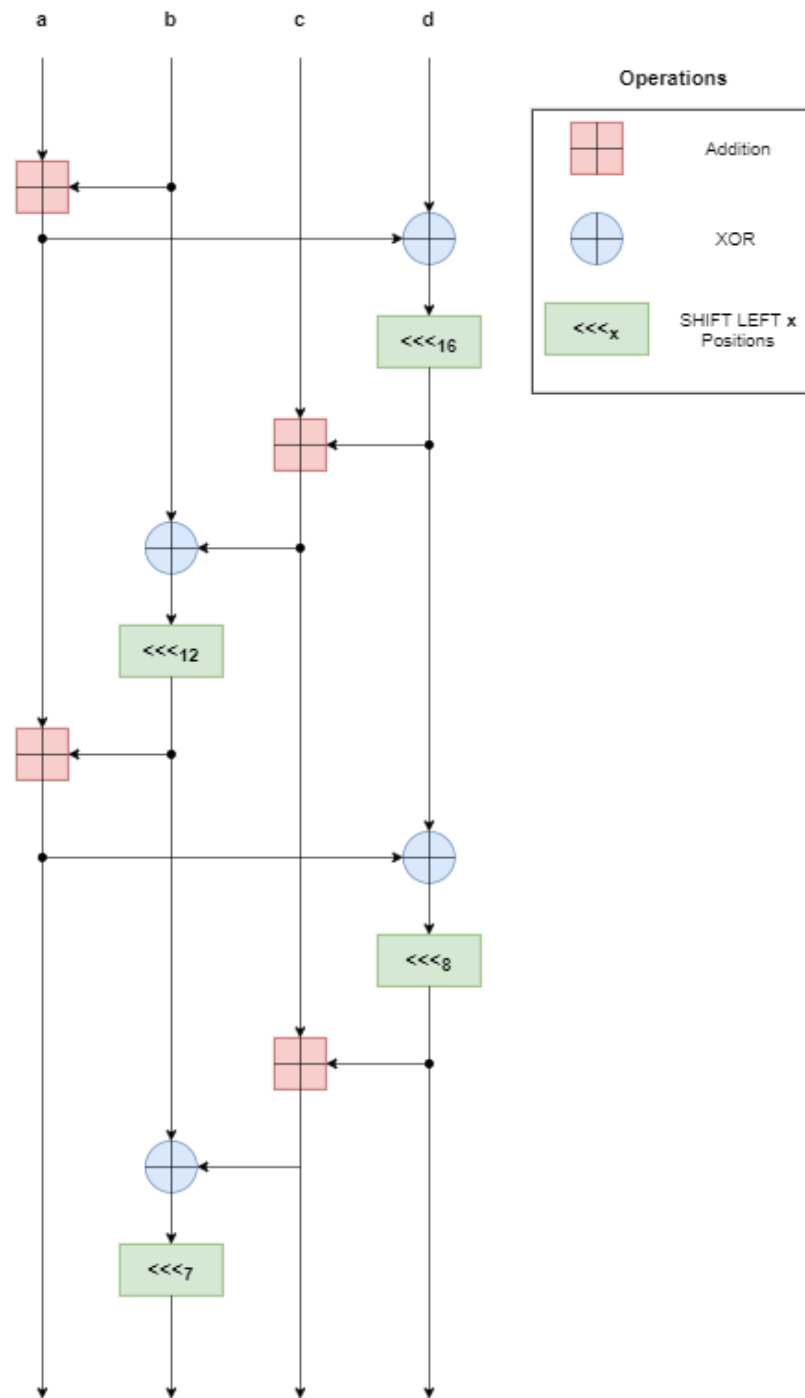 a b c d
Operations
Addition
XOR
<<<x SHIFT LEFT x
Positions
<<<16
<<<12
<<<8
<<<7